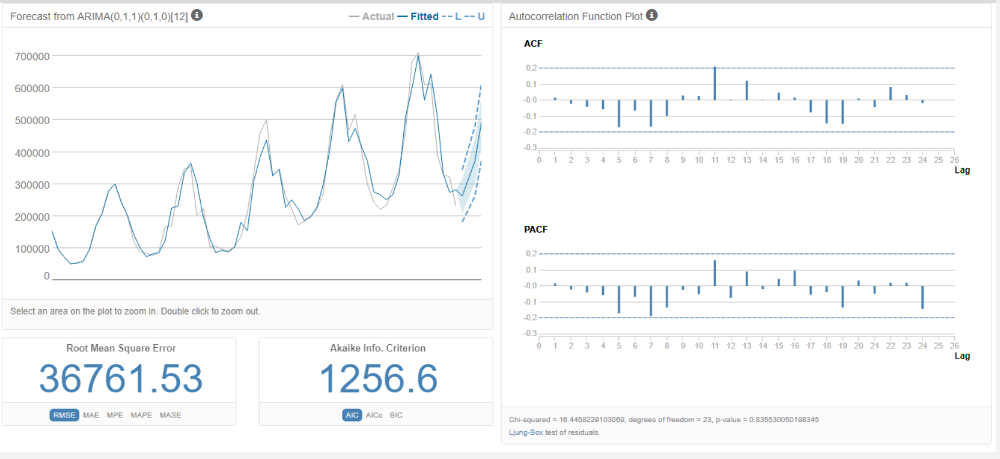 Forecast from ARIMA(0,1,1)(0,1,0)[12]
Actual Fitted L U
700000
600000
500000
400000
300000
200000
100000
0
Select an area on the plot to zoom in. Double click to zoom out.
Root Mean Square Error
36761.53
RMSE MAE MPE MAPE MASE
Akaike Info. Criterion
1256.6
AIC AICc BIC
Autocorrelation Function Plot
ACF
0.2
0.1
-0.0
-0.1
-0.2
-0.3
0 1 2 3 4 5 6 7 8 9 10 11 12 13 14 15 16 17 18 19 20 21 22 23 24 25 26
Lag
PACF
0.2
0.1
-0.0
-0.1
-0.2
-0.3
0 1 2 3 4 5 6 7 8 9 10 11 12 13 14 15 16 17 18 19 20 21 22 23 24 25 26
Lag
Chi-squared = 16.4458229103069, degrees of freedom = 23, p-value = 0.835530050198345
Ljung-Box test of residuals